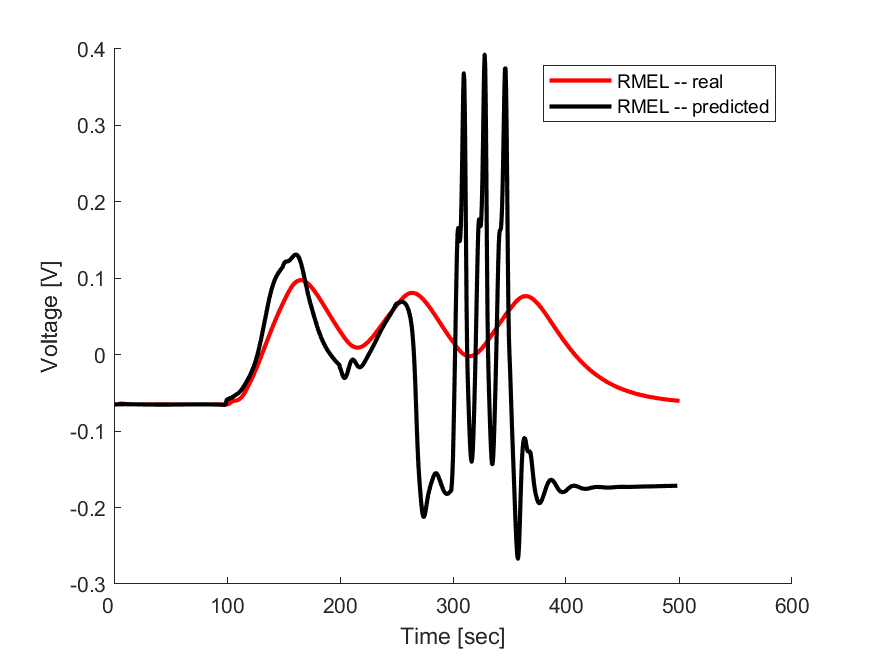 0.4
0.3
0.2
0.1
0
-0.1
-0.2
-0.3
Voltage [V]
RMEL -- real
RMEL -- predicted
0 100 200 300 400 500 600
Time [sec]